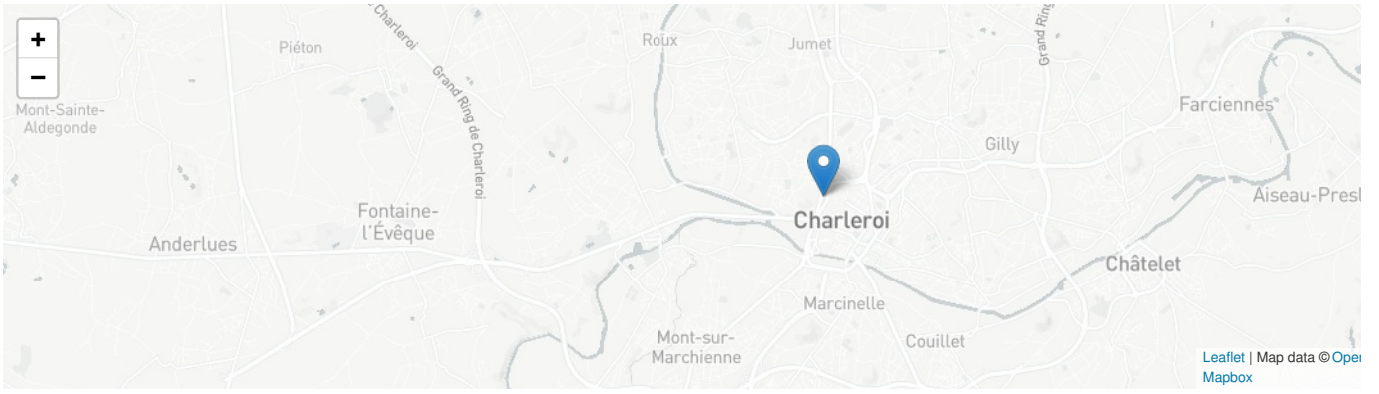 +
−
Charleroi
Piéton
Roux
Jumet
Grand Ring
Grand Ring de Charleroi
Mont-Sainte-
Aldegonde
Farciennes
Gilly
Aiseau-Presl
Fontaine-
l'Évêque
Charleroi
Anderlues
Châtelet
Marcinelle
Mont-sur-
Marchienne
Couillet
Leaflet | Map data © Oper
Mapbox